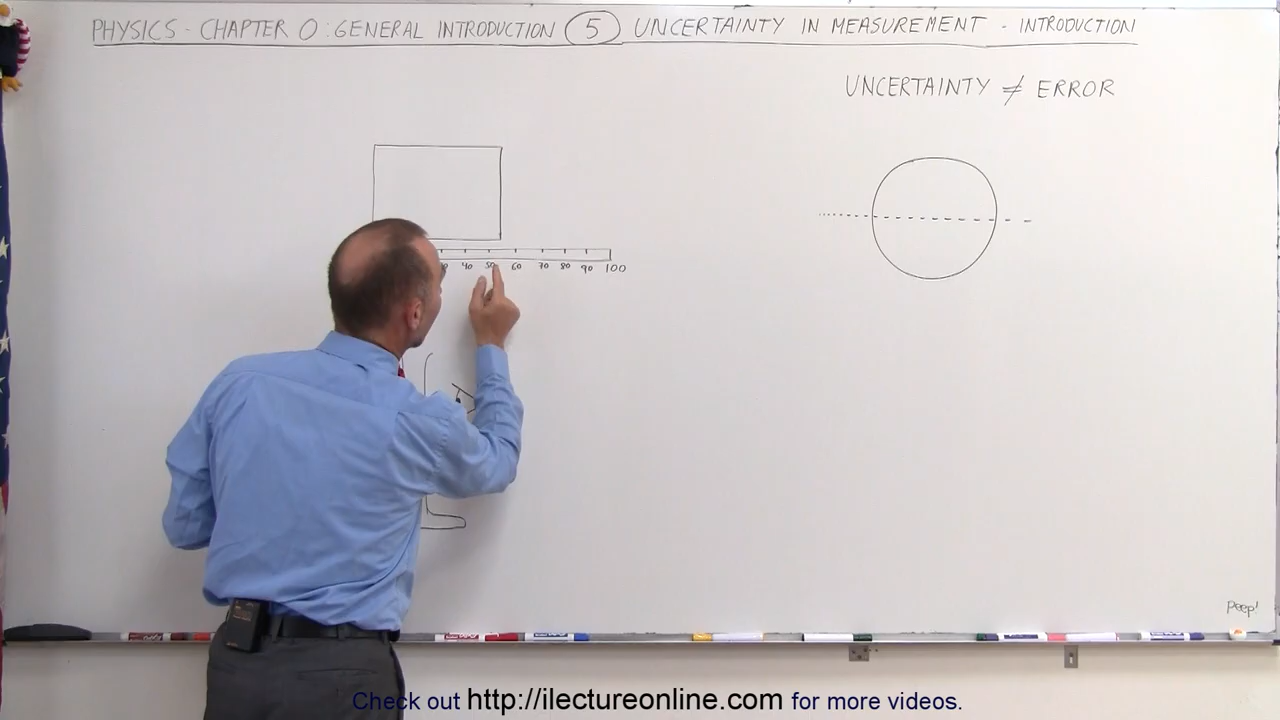 PHYSICS - CHAPTER 0: GENERAL INTRODUCTION (5) UNCERTAINTY IN MEASUREMENT - INTRODUCTION
UNCERTAINTY ≠ ERROR
40 50 60 70 80 90 100
Peep!
Check out http://ilectureonline.com for more videos.